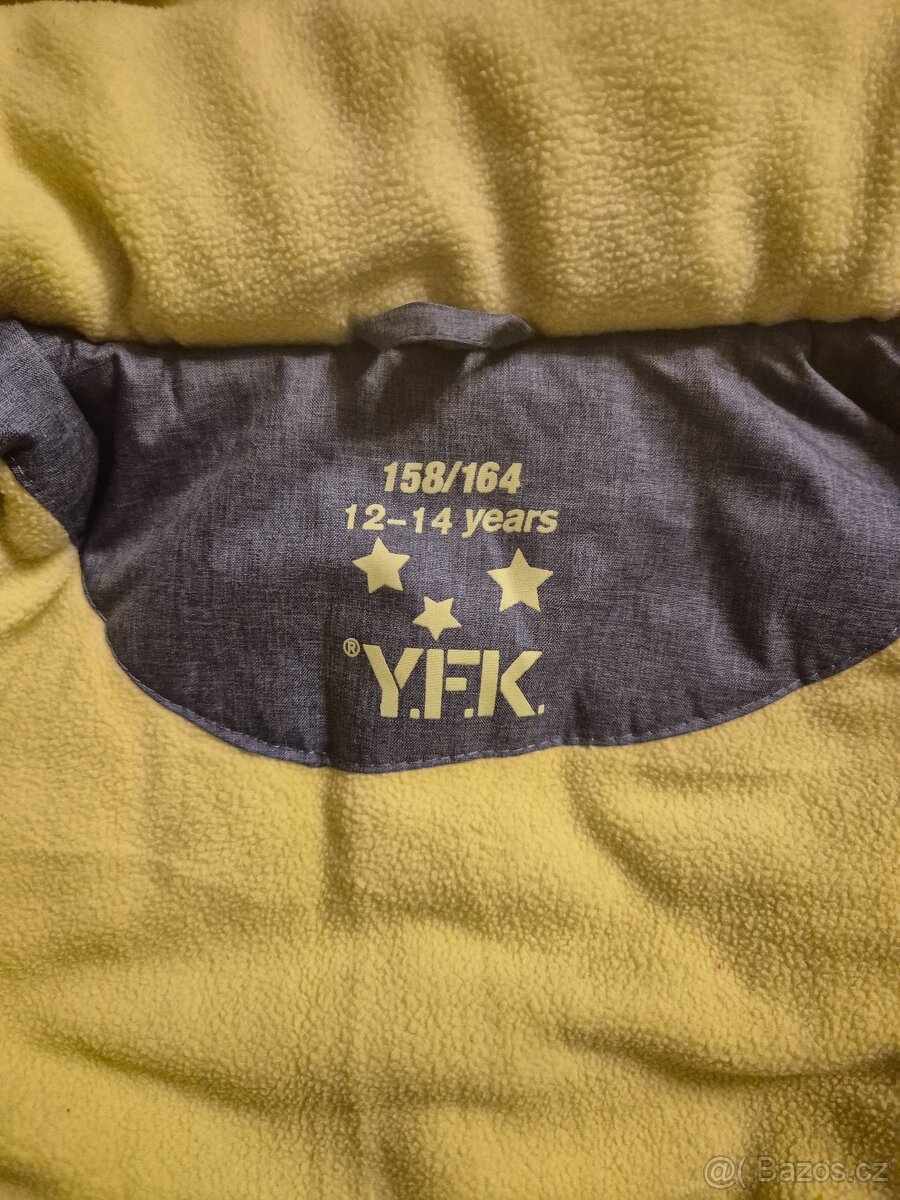 158/164
12-14 years
®Y.F.K.
@( Bazos.cz